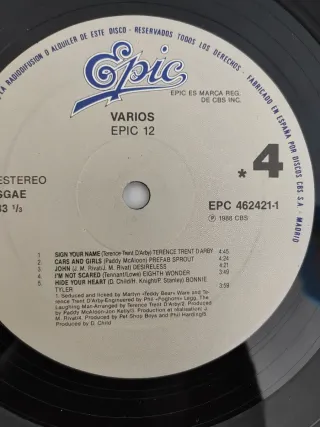 LA RADIODIFUSION O ALQUILER DE ESTE DISCO - RESERVADOS TODOS LOS DERECHOS - FABRICADO EN ESPAÑA POR DISCOS CBS S.A. - MADRID
Epic
EPIC ES MARCA REG.
DE CBS INC.
VARIOS
EPIC 12
*4
ESTEREO
GGAE
33 1/3
EPC 462421-1
℗ 1988 CBS
1 SIGN YOUR NAME (Terence Trent D'Arby) TERENCE TRENT D'ARBY 4:45
2 CARS AND GIRLS (Paddy McAloon) PREFAB SPROUT 4:24
3 JOHN (J. M. Rivat/ J. M. Rivat) DESIRELESS 4:21
4 I'M NOT SCARED (Tennant/Lowe) EIGHTH WONDER 3:49
5 HIDE YOUR HEART (D. Child/H. Knight/P. Stanley) BONNIE
TYLER 3:59
1- Seduced and ricked by Martyn «Teddy Bear» Ware and Te-
rence Trent D'Arby-Engineered by Phil «Poghorn» Legg, The
Laughing Man-Arranged by Terence Trent D'Arby/2. Produced
by Paddy McAloon-Jon Kelly/3. Production et réalisation: J.
M. Rivat/4. Produced by Pet Shop Boys and Phil Harding/5.
Produced by D. Child